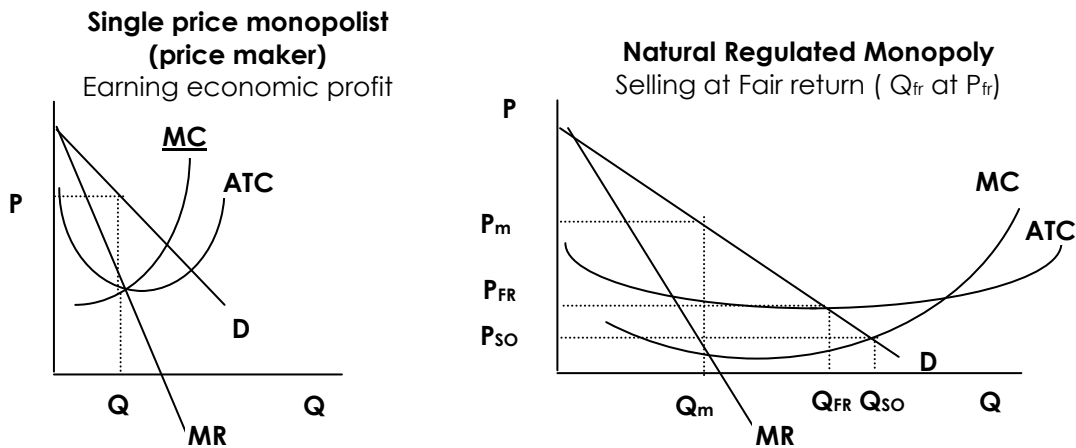 Single price monopolist
(price maker)
Earning economic profit
MC
ATC
P
D
Q
Q
MR
Natural Regulated Monopoly
Selling at Fair return ( Qfr at Pfr)
P
MC
ATC
Pm
PFR
PSO
D
Qm
QFR
QSO
Q
MR